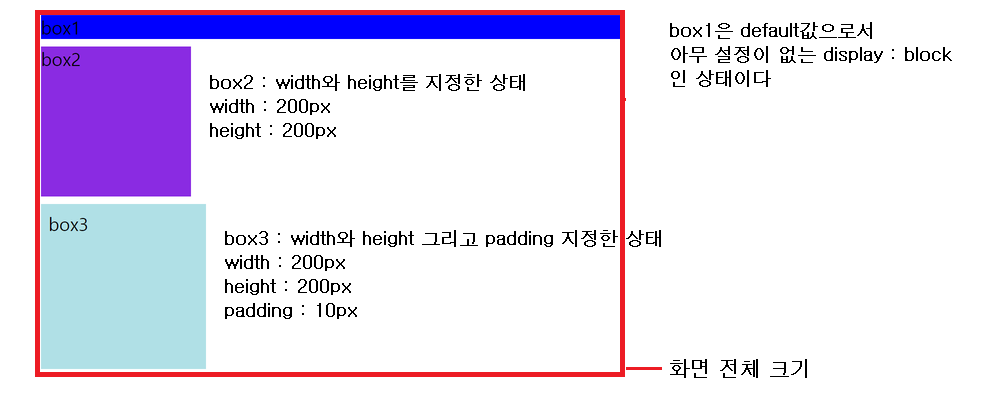 box1
box1은 default값으로서
아무 설정이 없는 display : block
인 상태이다
box2
box2 : width와 height를 지정한 상태
width : 200px
height : 200px
box3
box3 : width와 height 그리고 padding 지정한 상태
width : 200px
height : 200px
padding : 10px
화면 전체 크기